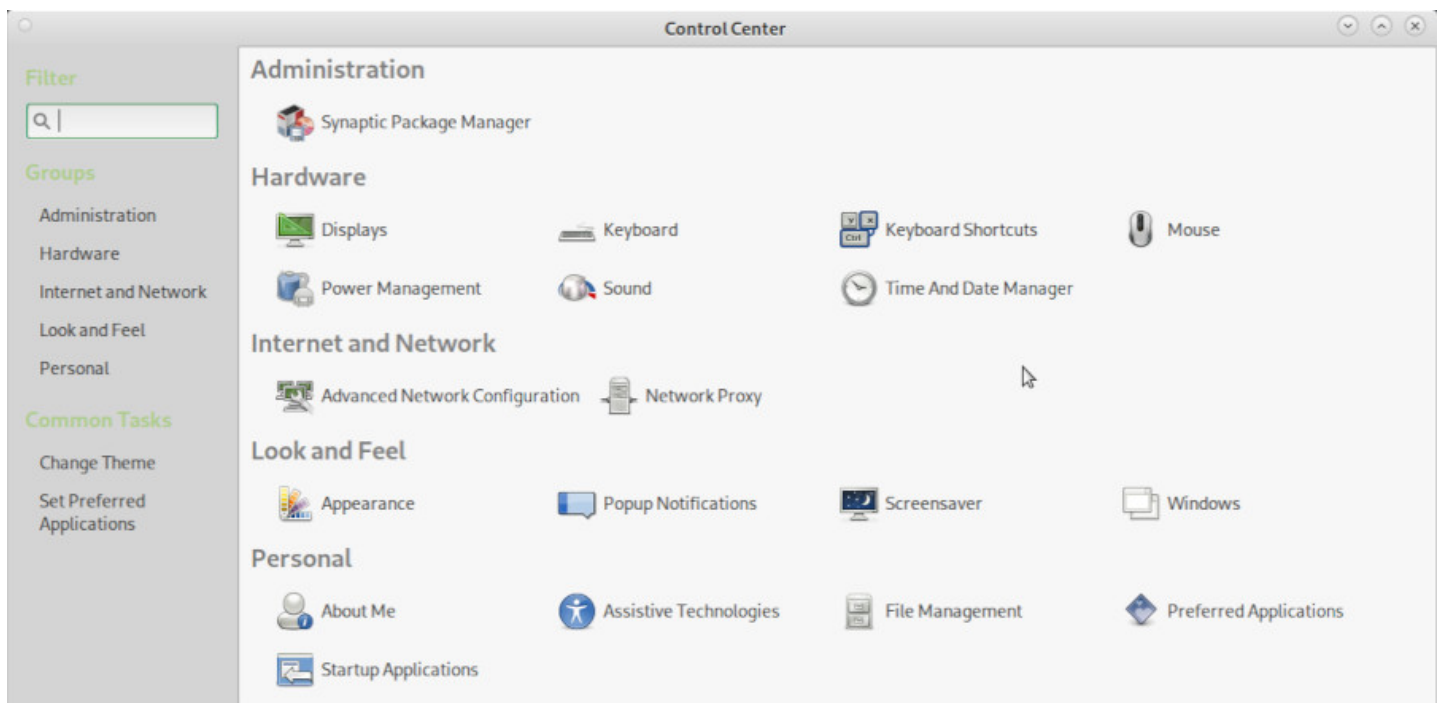 Control Center
Filter
Groups
Administration
Hardware
Internet and Network
Look and Feel
Personal
Common Tasks
Change Theme
Set Preferred
Applications
Administration
Synaptic Package Manager
Hardware
Displays
Keyboard
Keyboard Shortcuts
Mouse
Power Management
Sound
Time And Date Manager
Internet and Network
Advanced Network Configuration
Network Proxy
Look and Feel
Appearance
Popup Notifications
Screensaver
Windows
Personal
About Me
Assistive Technologies
File Management
Preferred Applications
Startup Applications